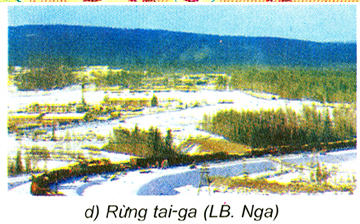 d) Rừng tai-ga (LB. Nga)